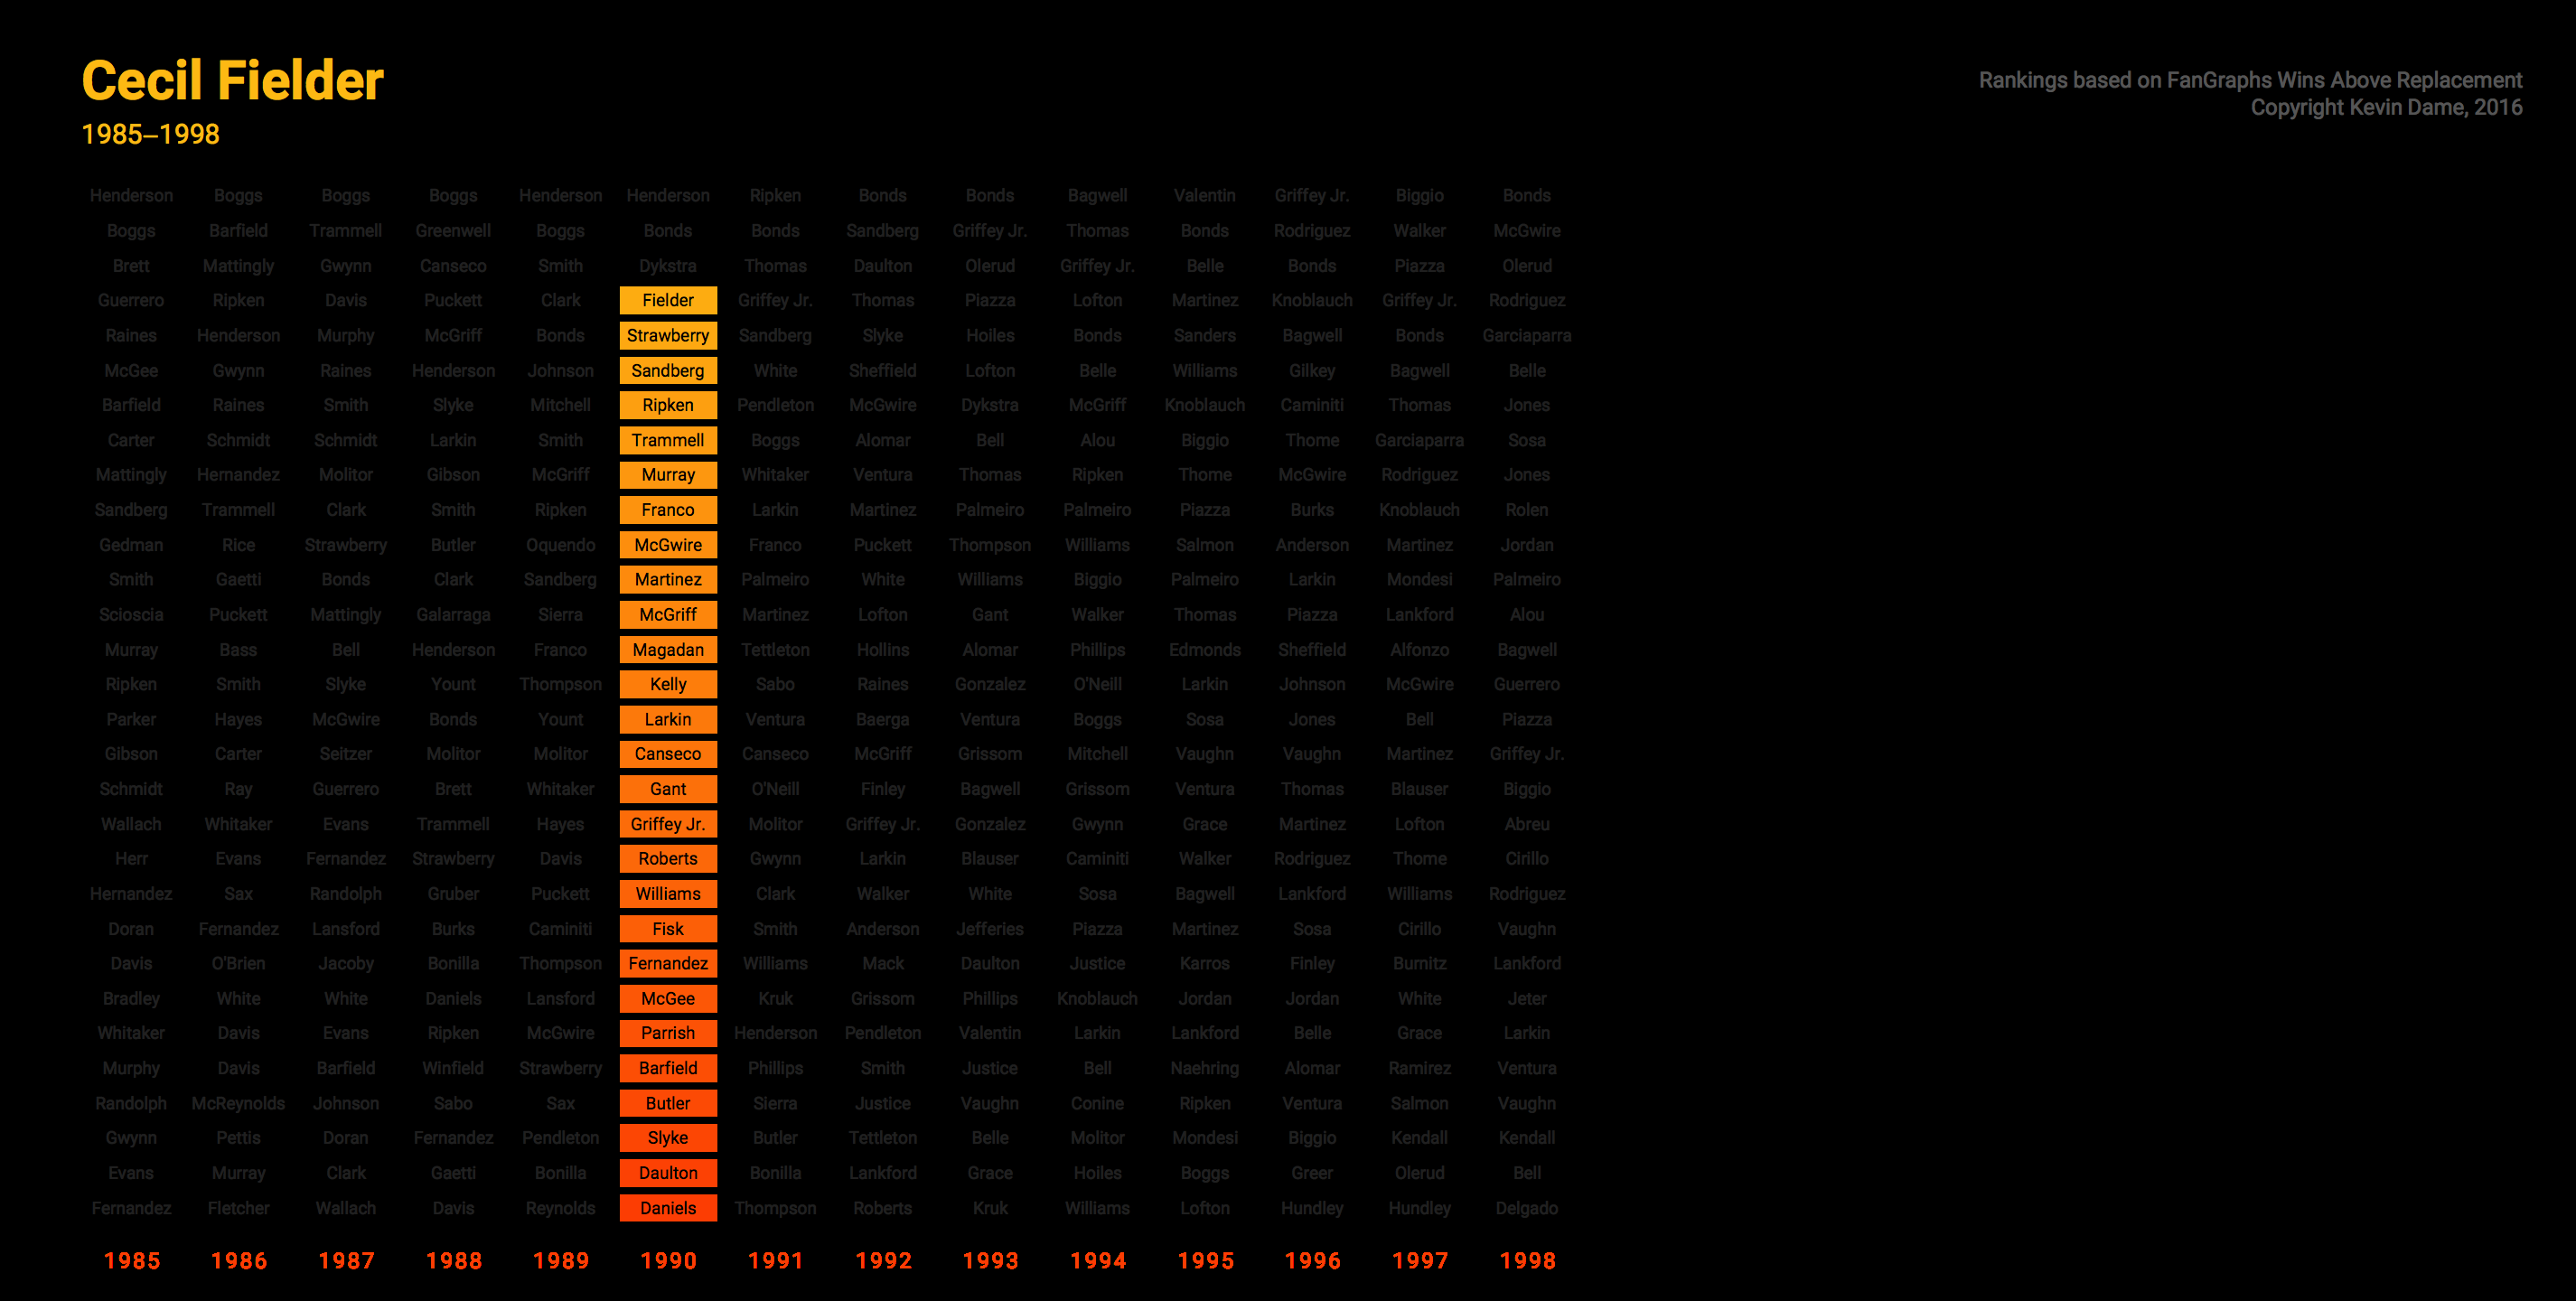 Cecil Fielder
1985–1998
Rankings based on FanGraphs Wins Above Replacement
Copyright Kevin Dame, 2016
Henderson Boggs Boggs Boggs Henderson Henderson Ripken Bonds Bonds Bagwell Valentin Griffey Jr. Biggio Bonds
Boggs Barfield Trammell Greenwell Boggs Bonds Bonds Sandberg Griffey Jr. Thomas Bonds Rodriguez Walker McGwire
Brett Mattingly Gwynn Canseco Smith Dykstra Thomas Daulton Olerud Griffey Jr. Belle Bonds Piazza Olerud
Guerrero Ripken Davis Puckett Clark Fielder Griffey Jr. Thomas Piazza Lofton Martinez Knoblauch Griffey Jr. Rodriguez
Raines Henderson Murphy McGriff Bonds Strawberry Sandberg Slyke Hoiles Bonds Sanders Bagwell Bonds Garciaparra
McGee Gwynn Raines Henderson Johnson Sandberg White Sheffield Lofton Belle Williams Gilkey Bagwell Belle
Barfield Raines Smith Slyke Mitchell Ripken Pendleton McGwire Dykstra McGriff Knoblauch Caminiti Thomas Jones
Carter Schmidt Schmidt Larkin Smith Trammell Boggs Alomar Bell Alou Biggio Thome Garciaparra Sosa
Mattingly Hernandez Molitor Gibson McGriff Murray Whitaker Ventura Thomas Ripken Thome McGwire Rodriguez Jones
Sandberg Trammell Clark Smith Ripken Franco Larkin Martinez Palmeiro Palmeiro Piazza Burks Knoblauch Rolen
Gedman Rice Strawberry Butler Oquendo McGwire Franco Puckett Thompson Williams Salmon Anderson Martinez Jordan
Smith Gaetti Bonds Clark Sandberg Martinez Palmeiro White Williams Biggio Palmeiro Larkin Mondesi Palmeiro
Scioscia Puckett Mattingly Galarraga Sierra McGriff Martinez Lofton Gant Walker Thomas Piazza Lankford Alou
Murray Bass Bell Henderson Franco Magadan Tettleton Hollins Alomar Phillips Edmonds Sheffield Alfonzo Bagwell
Ripken Smith Slyke Yount Thompson Kelly Sabo Raines Gonzalez O'Neill Larkin Johnson McGwire Guerrero
Parker Hayes McGwire Bonds Yount Larkin Ventura Baerga Ventura Boggs Sosa Jones Bell Piazza
Gibson Carter Seitzer Molitor Molitor Canseco Canseco McGriff Grissom Mitchell Vaughn Vaughn Martinez Griffey Jr.
Schmidt Ray Guerrero Brett Whitaker Gant O'Neill Finley Bagwell Grissom Ventura Thomas Blauser Biggio
Wallach Whitaker Evans Trammell Hayes Griffey Jr. Molitor Griffey Jr. Gonzalez Gwynn Grace Martinez Lofton Abreu
Herr Evans Fernandez Strawberry Davis Roberts Gwynn Larkin Blauser Caminiti Walker Rodriguez Thome Cirillo
Hernandez Sax Randolph Gruber Puckett Williams Clark Walker White Sosa Bagwell Lankford Williams Rodriguez
Doran Fernandez Lansford Burks Caminiti Fisk Smith Anderson Jefferies Piazza Martinez Sosa Cirillo Vaughn
Davis O'Brien Jacoby Bonilla Thompson Fernandez Williams Mack Daulton Justice Karros Finley Burnitz Lankford
Bradley White White Daniels Lansford McGee Kruk Grissom Phillips Knoblauch Jordan Jordan White Jeter
Whitaker Davis Evans Ripken McGwire Parrish Henderson Pendleton Valentin Larkin Lankford Belle Grace Larkin
Murphy Davis Barfield Winfield Strawberry Barfield Phillips Smith Justice Bell Naehring Alomar Ramirez Ventura
Randolph McReynolds Johnson Sabo Sax Butler Sierra Justice Vaughn Conine Ripken Ventura Salmon Vaughn
Gwynn Pettis Doran Fernandez Pendleton Slyke Butler Tettleton Belle Molitor Mondesi Biggio Kendall Kendall
Evans Murray Clark Gaetti Bonilla Daulton Bonilla Lankford Grace Hoiles Boggs Greer Olerud Bell
Fernandez Fletcher Wallach Davis Reynolds Daniels Thompson Roberts Kruk Williams Lofton Hundley Hundley Delgado
1985 1986 1987 1988 1989 1990 1991 1992 1993 1994 1995 1996 1997 1998